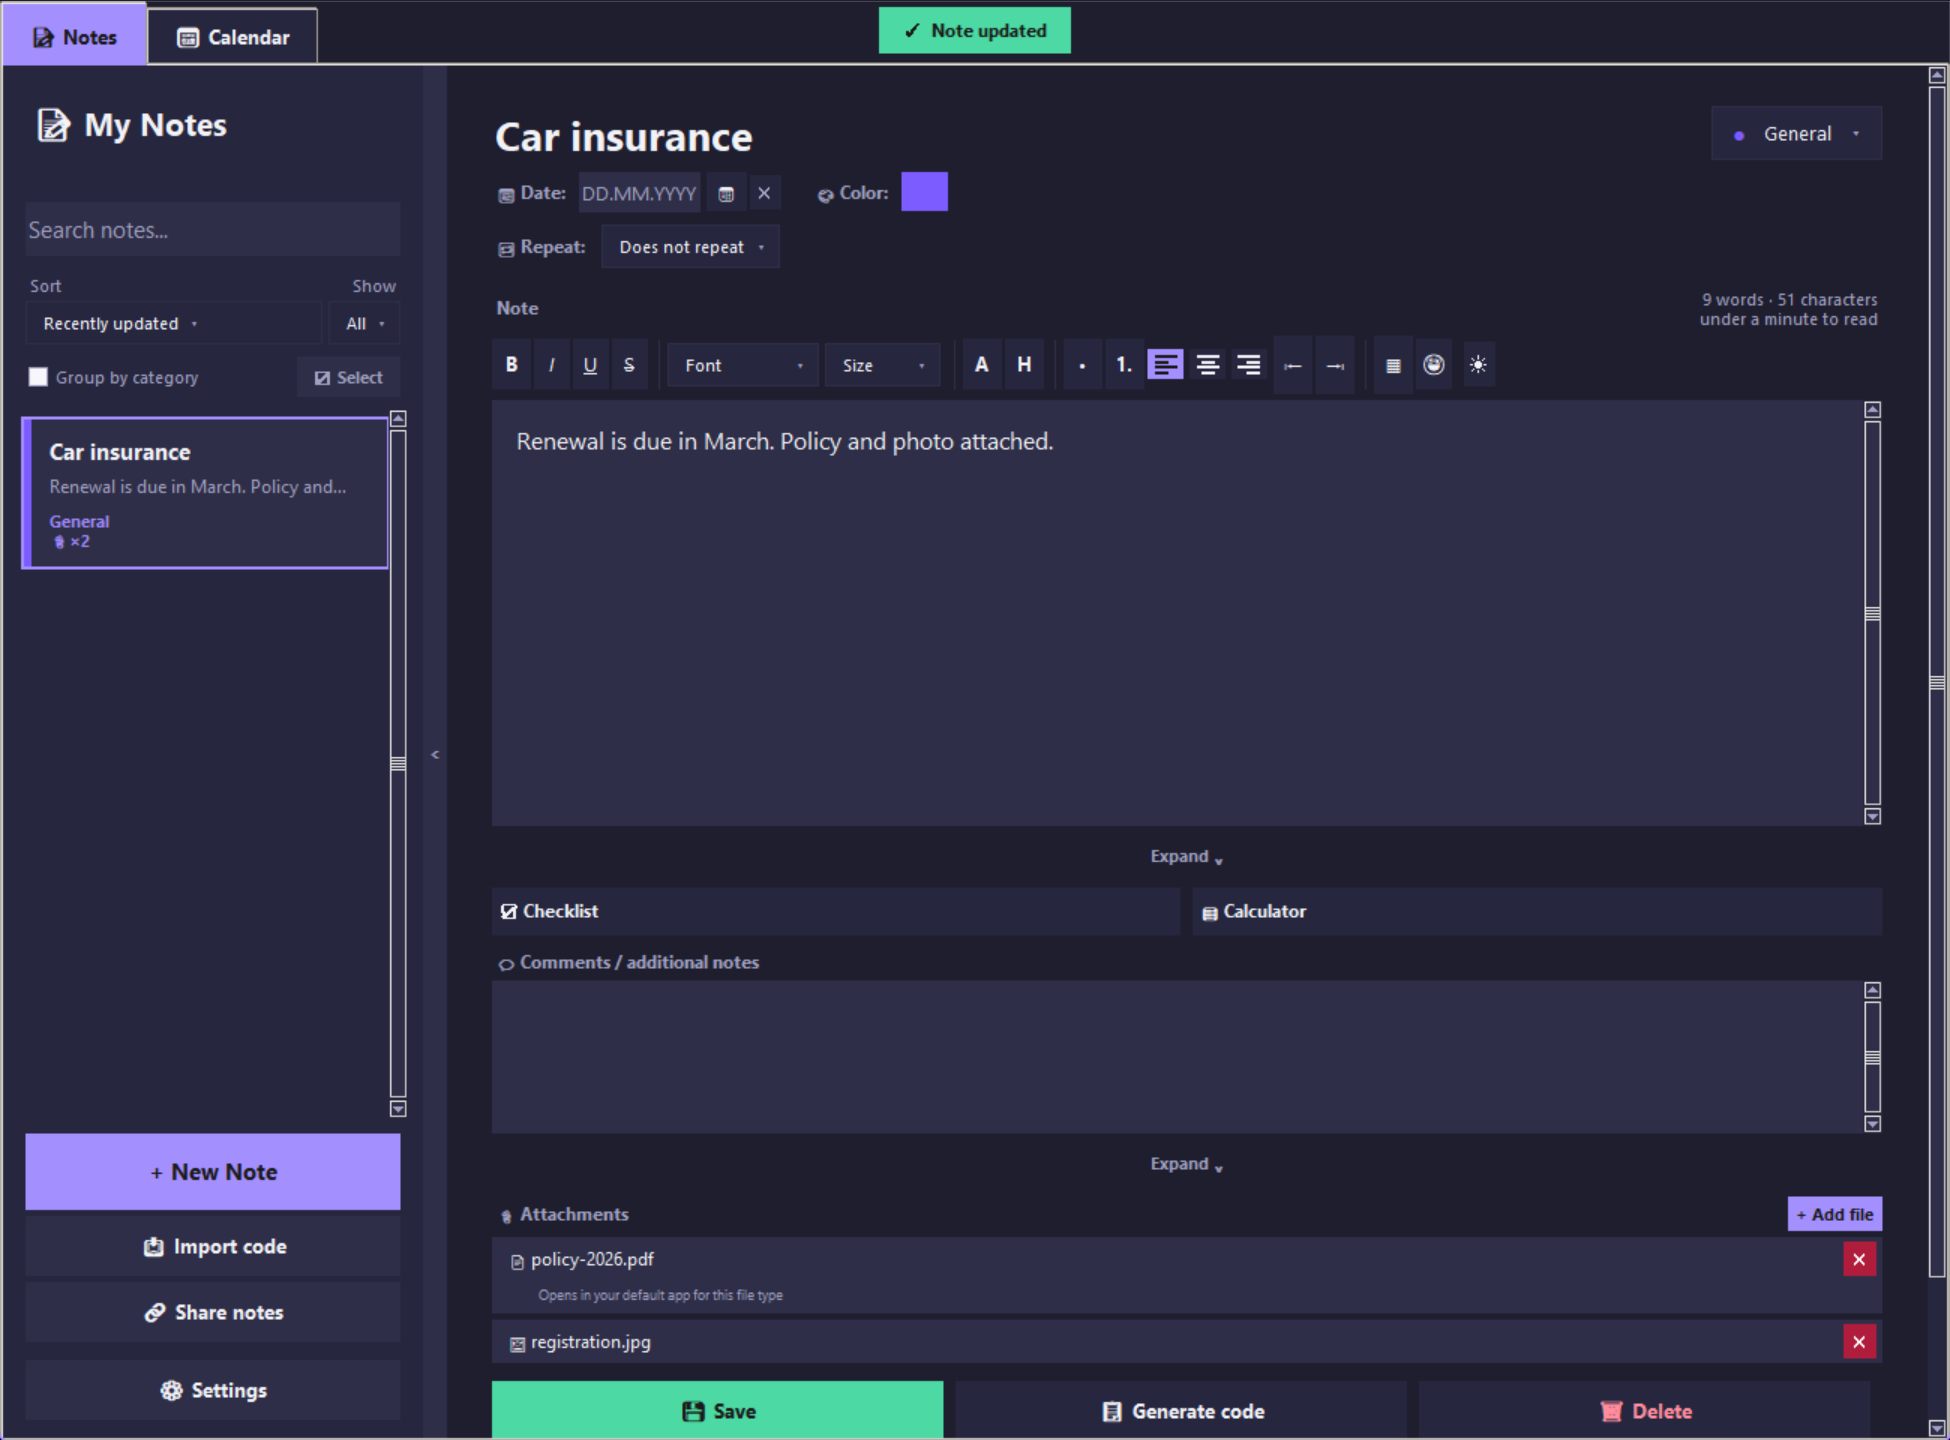 Notes
Calendar
✓ Note updated
My Notes
Search notes...
Sort
Show
Recently updated
All
Group by category
Select
Car insurance
Renewal is due in March. Policy and...
General
×2
+ New Note
Import code
Share notes
Settings
<
Car insurance
General
Date:
DD.MM.YYYY
×
Color:
Repeat:
Does not repeat
Note
9 words · 51 characters
under a minute to read
B I U S
Font
Size
A H
• 1.
Renewal is due in March. Policy and photo attached.
Expand
Checklist
Calculator
Comments / additional notes
Expand
Attachments
+ Add file
policy-2026.pdf
×
Opens in your default app for this file type
registration.jpg
×
Save
Generate code
Delete